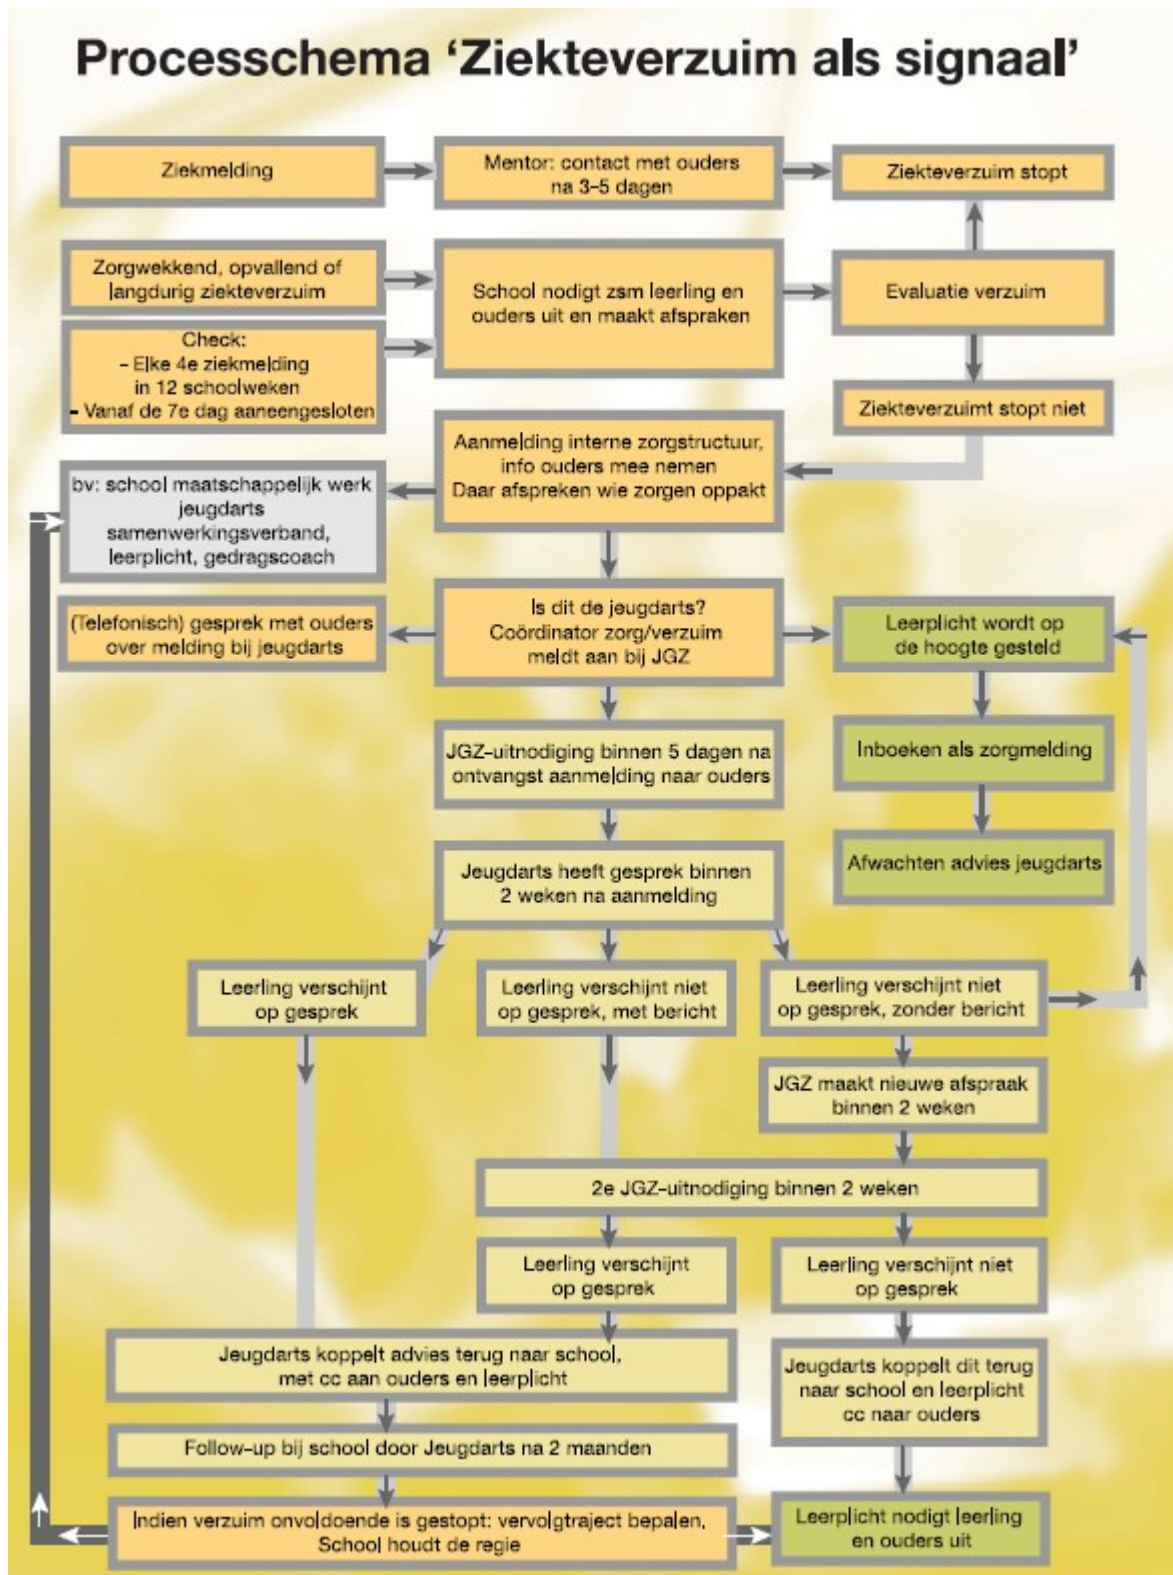 Processchema ‘Ziekteverzuim als signaal’
Ziekmelding
Mentor: contact met ouders
na 3-5 dagen
Ziekteverzuim stopt
Zorgwekkend, opvallend of
langdurig ziekteverzuim
School nodigt zsm leerling en
ouders uit en maakt afspraken
Evaluatie verzuim
Check:
- Elke 4e ziekmelding
in 12 schoolweken
- Vanaf de 7e dag aaneengesloten
Ziekteverzuimt stopt niet
Aanmelding interne zorgstructuur,
info ouders mee nemen
Daar afspreken wie zorgen oppakt
bv: school maatschappelijk werk
jeugdarts
samenwerkingsverband,
leerplicht, gedragscoach
(Telefonisch) gesprek met ouders
over melding bij jeugdarts
Is dit de jeugdarts?
Coördinator zorg/verzuim
meldt aan bij JGZ
Leerplicht wordt op
de hoogte gesteld
JGZ-uitnodiging binnen 5 dagen na
ontvangst aanmelding naar ouders
Inboeken als zorgmelding
Jeugdarts heeft gesprek binnen
2 weken na aanmelding
Afwachten advies jeugdarts
Leerling verschijnt
op gesprek
Leerling verschijnt niet
op gesprek, met bericht
Leerling verschijnt niet
op gesprek, zonder bericht
JGZ maakt nieuwe afspraak
binnen 2 weken
2e JGZ-uitnodiging binnen 2 weken
Leerling verschijnt
op gesprek
Leerling verschijnt niet
op gesprek
Jeugdarts koppelt advies terug naar school,
met cc aan ouders en leerplicht
Jeugdarts koppelt dit terug
naar school en leerplicht
cc naar ouders
Follow-up bij school door Jeugdarts na 2 maanden
Indien verzuim onvoldoende is gestopt: vervolgtraject bepalen,
School houdt de regie
Leerplicht nodigt leerling
en ouders uit